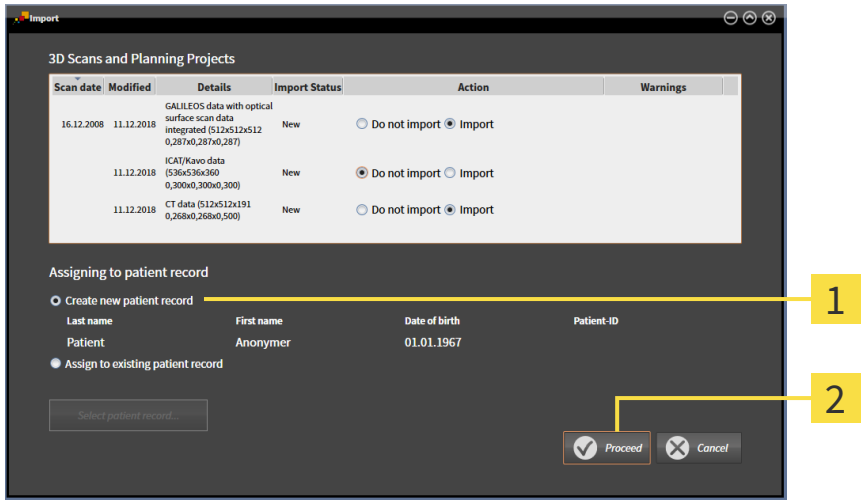 Import
3D Scans and Planning Projects
Scan date Modified Details Import Status Action Warnings
16.12.2008 11.12.2018 GALILEOS data with optical
surface scan data
integrated (512x512x512
0,287x0,287x0,287) New Do not import Import
11.12.2018 ICAT/Kavo data
(536x536x360
0,300x0,300x0,300) New Do not import Import
11.12.2018 CT data (512x512x191
0,268x0,268x0,500) New Do not import Import
Assigning to patient record
Create new patient record
1
Last name First name Date of birth Patient-ID
Patient Anonymer 01.01.1967
Assign to existing patient record
2
Select patient record...
Proceed Cancel